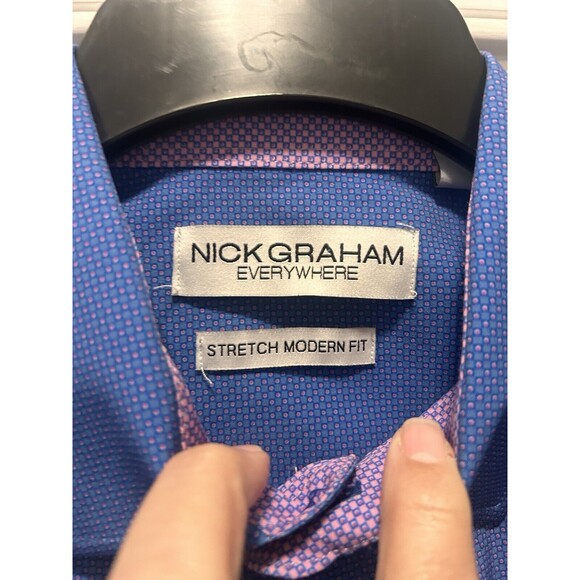 NICK GRAHAM
EVERYWHERE
STRETCH MODERN FIT